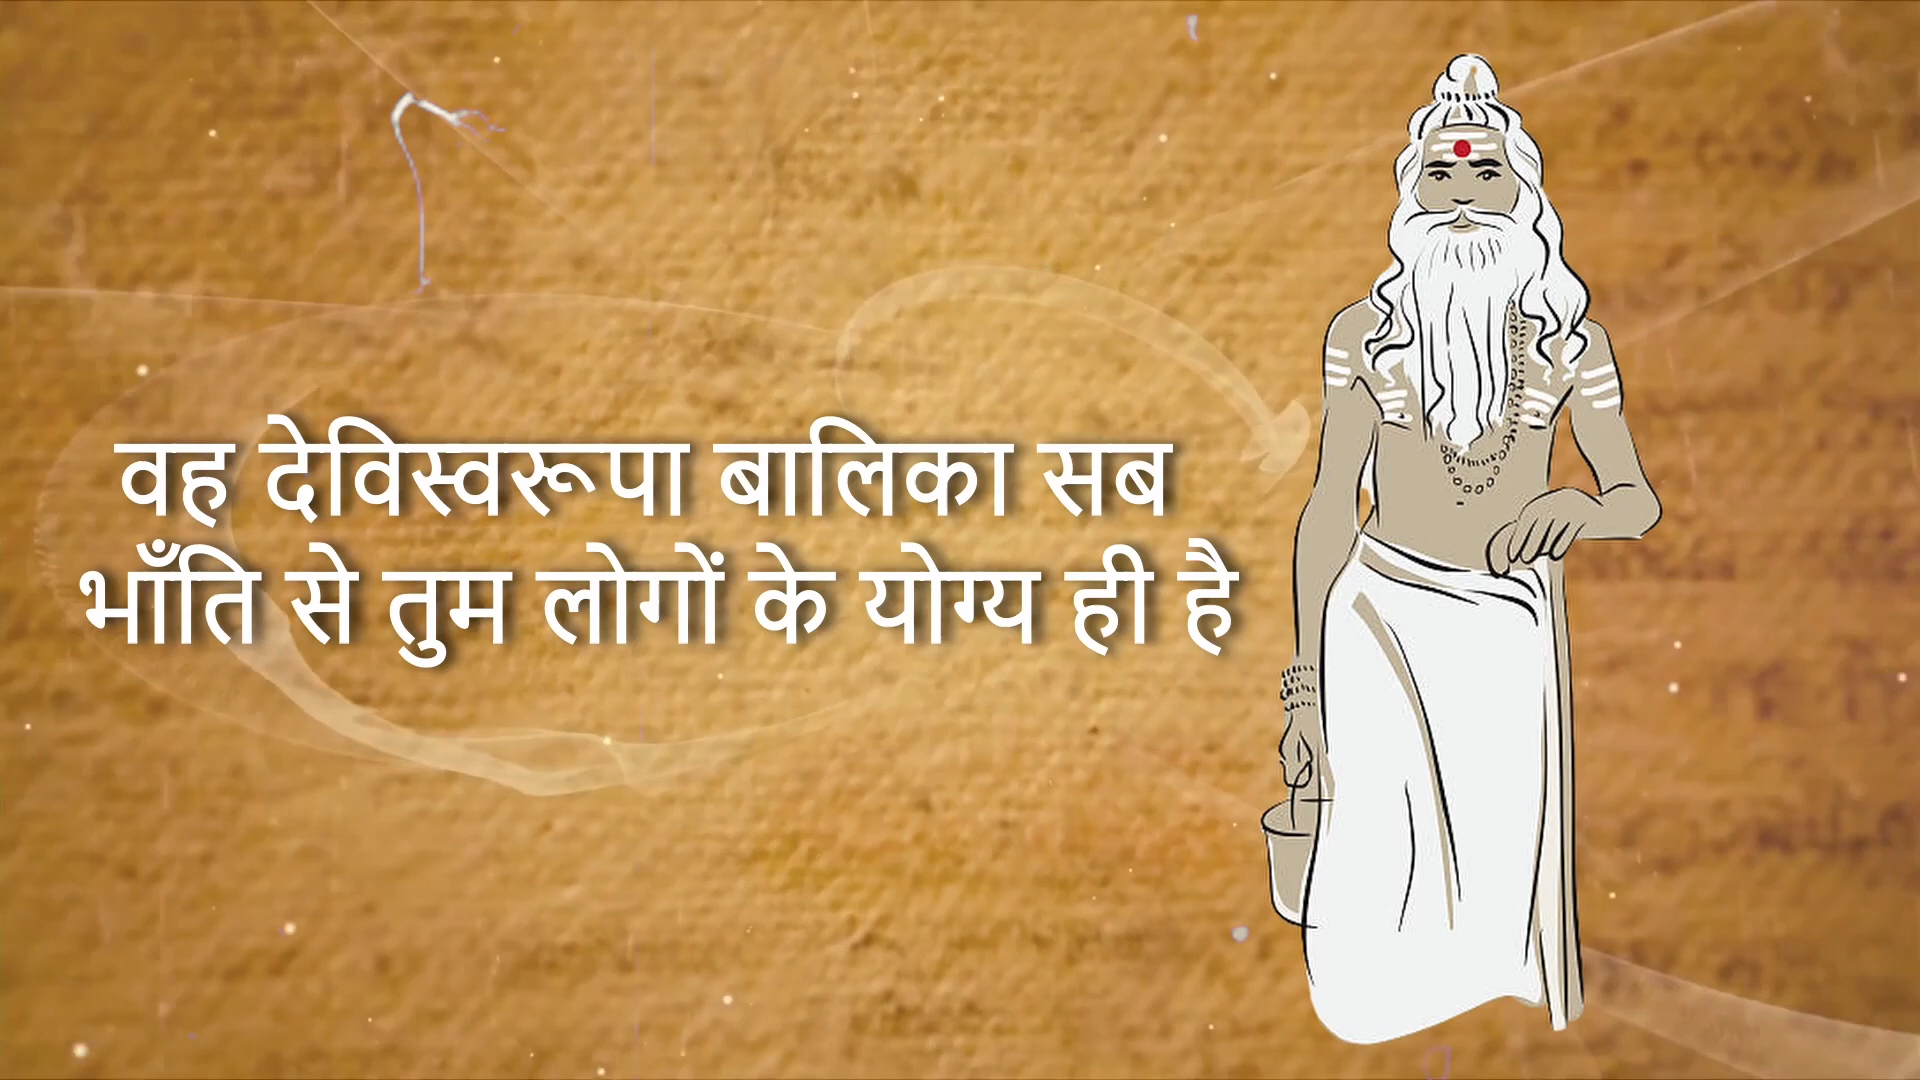 वह देविस्वरूपा बालिका सब
भाँति से तुम लोगों के योग्य ही है